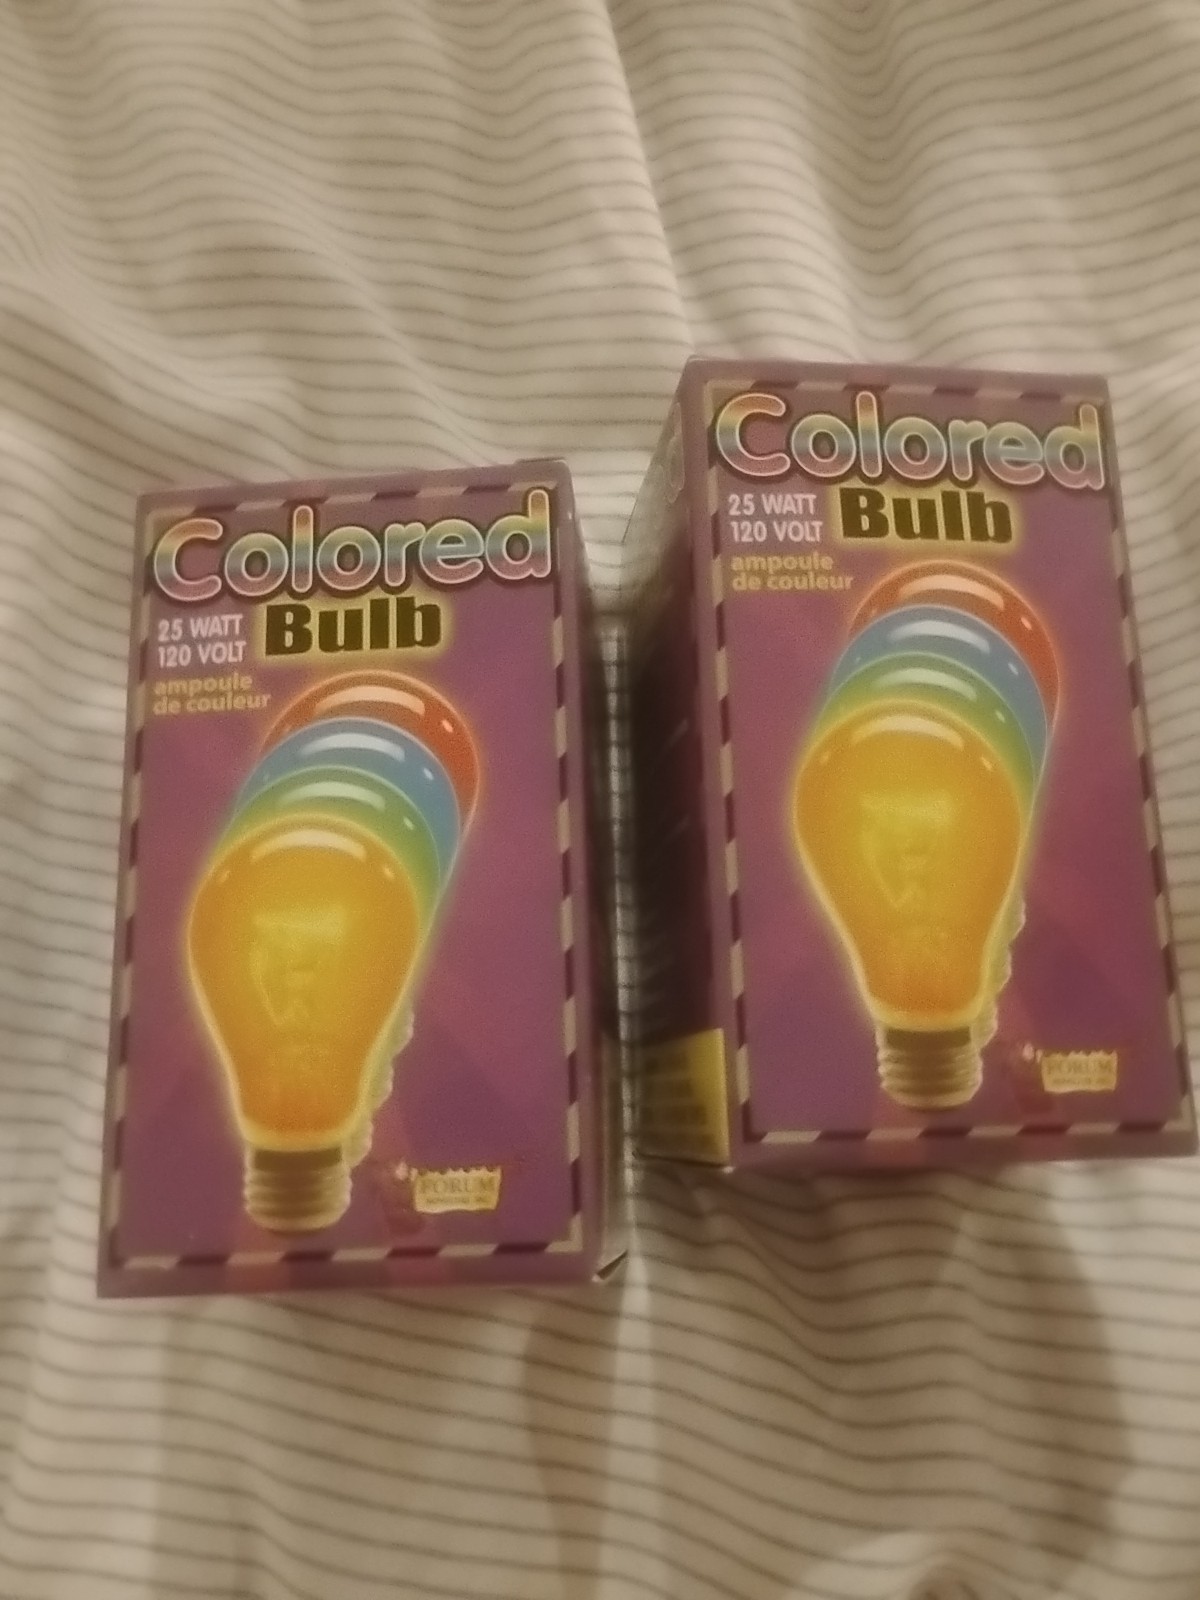 Colored
Bulb
25 WATT
120 VOLT
ampoule
de couleur
FORUM
Colored
Bulb
25 WATT
120 VOLT
ampoule
de couleur
FORUM